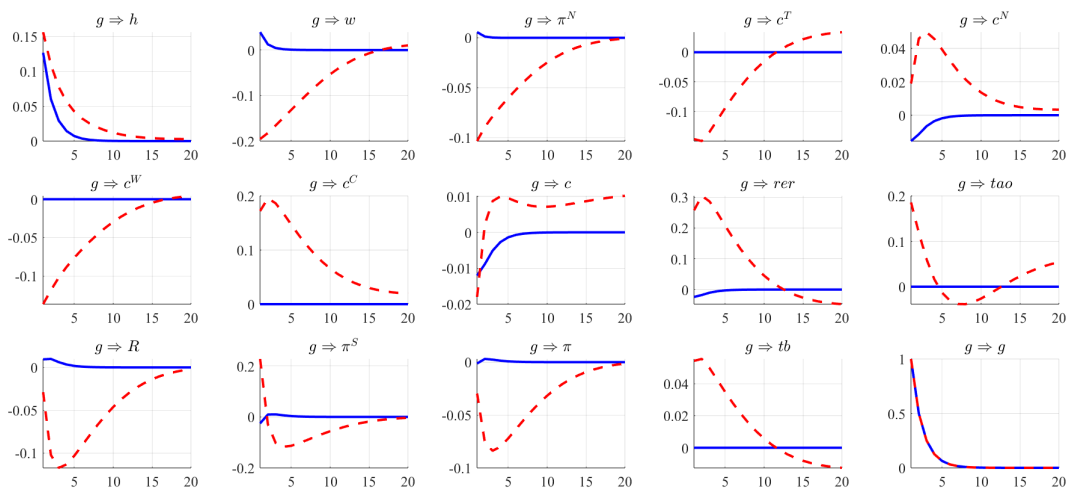 g ⇒ h
g ⇒ w
g ⇒ π^N
g ⇒ c^T
g ⇒ c^N
0.15
0.1
0.05
0
5 10 15 20
0
-0.1
-0.2
5 10 15 20
0
-0.05
-0.1
5 10 15 20
0
-0.05
-0.1
5 10 15 20
0.04
0.02
0
5 10 15 20
g ⇒ c^W
g ⇒ c^C
g ⇒ c
g ⇒ rer
g ⇒ tao
0
-0.05
-0.1
5 10 15 20
0.2
0.1
0
5 10 15 20
0.01
0
-0.01
-0.02
5 10 15 20
0.3
0.2
0.1
0
5 10 15 20
0.2
0.1
0
5 10 15 20
g ⇒ R
g ⇒ π^S
g ⇒ π
g ⇒ tb
g ⇒ g
0
-0.05
-0.1
5 10 15 20
0.2
0
-0.2
5 10 15 20
0
-0.05
-0.1
5 10 15 20
0.04
0.02
0
5 10 15 20
1
0.5
0
5 10 15 20